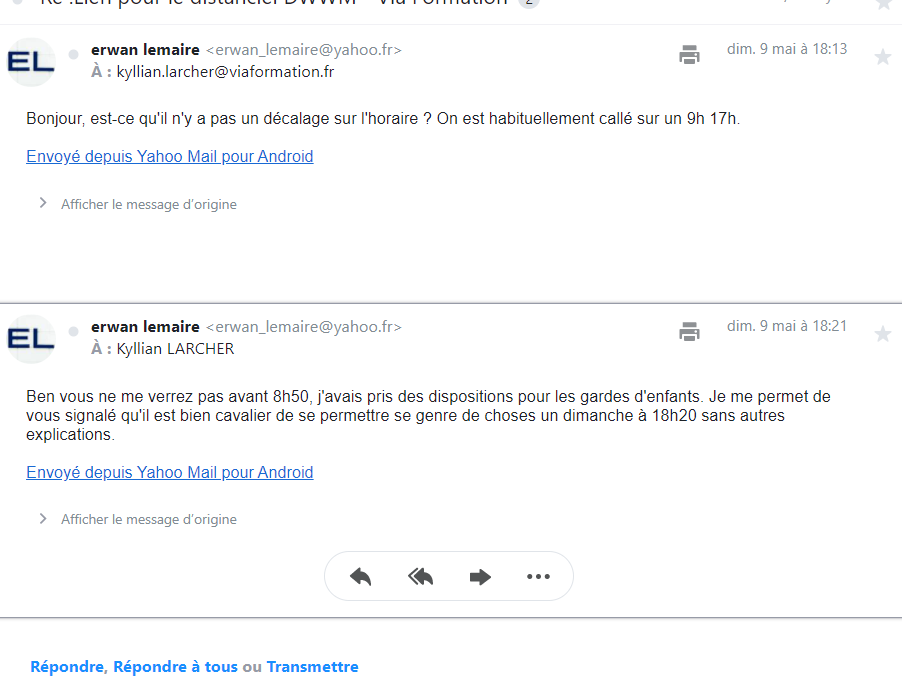 Re :Lien pour le distanciel DWWM - Via Formation 2
EL
erwan lemaire <erwan_lemaire@yahoo.fr>
dim. 9 mai à 18:13
À : kyllian.larcher@viaformation.fr
Bonjour, est-ce qu'il n'y a pas un décalage sur l'horaire ? On est habituellement callé sur un 9h 17h.
Envoyé depuis Yahoo Mail pour Android
Afficher le message d'origine
EL
erwan lemaire <erwan_lemaire@yahoo.fr>
dim. 9 mai à 18:21
À : Kyllian LARCHER
Ben vous ne me verrez pas avant 8h50, j'avais pris des dispositions pour les gardes d'enfants. Je me permet de
vous signalé qu'il est bien cavalier de se permettre se genre de choses un dimanche à 18h20 sans autres
explications.
Envoyé depuis Yahoo Mail pour Android
Afficher le message d'origine
Répondre, Répondre à tous ou Transmettre